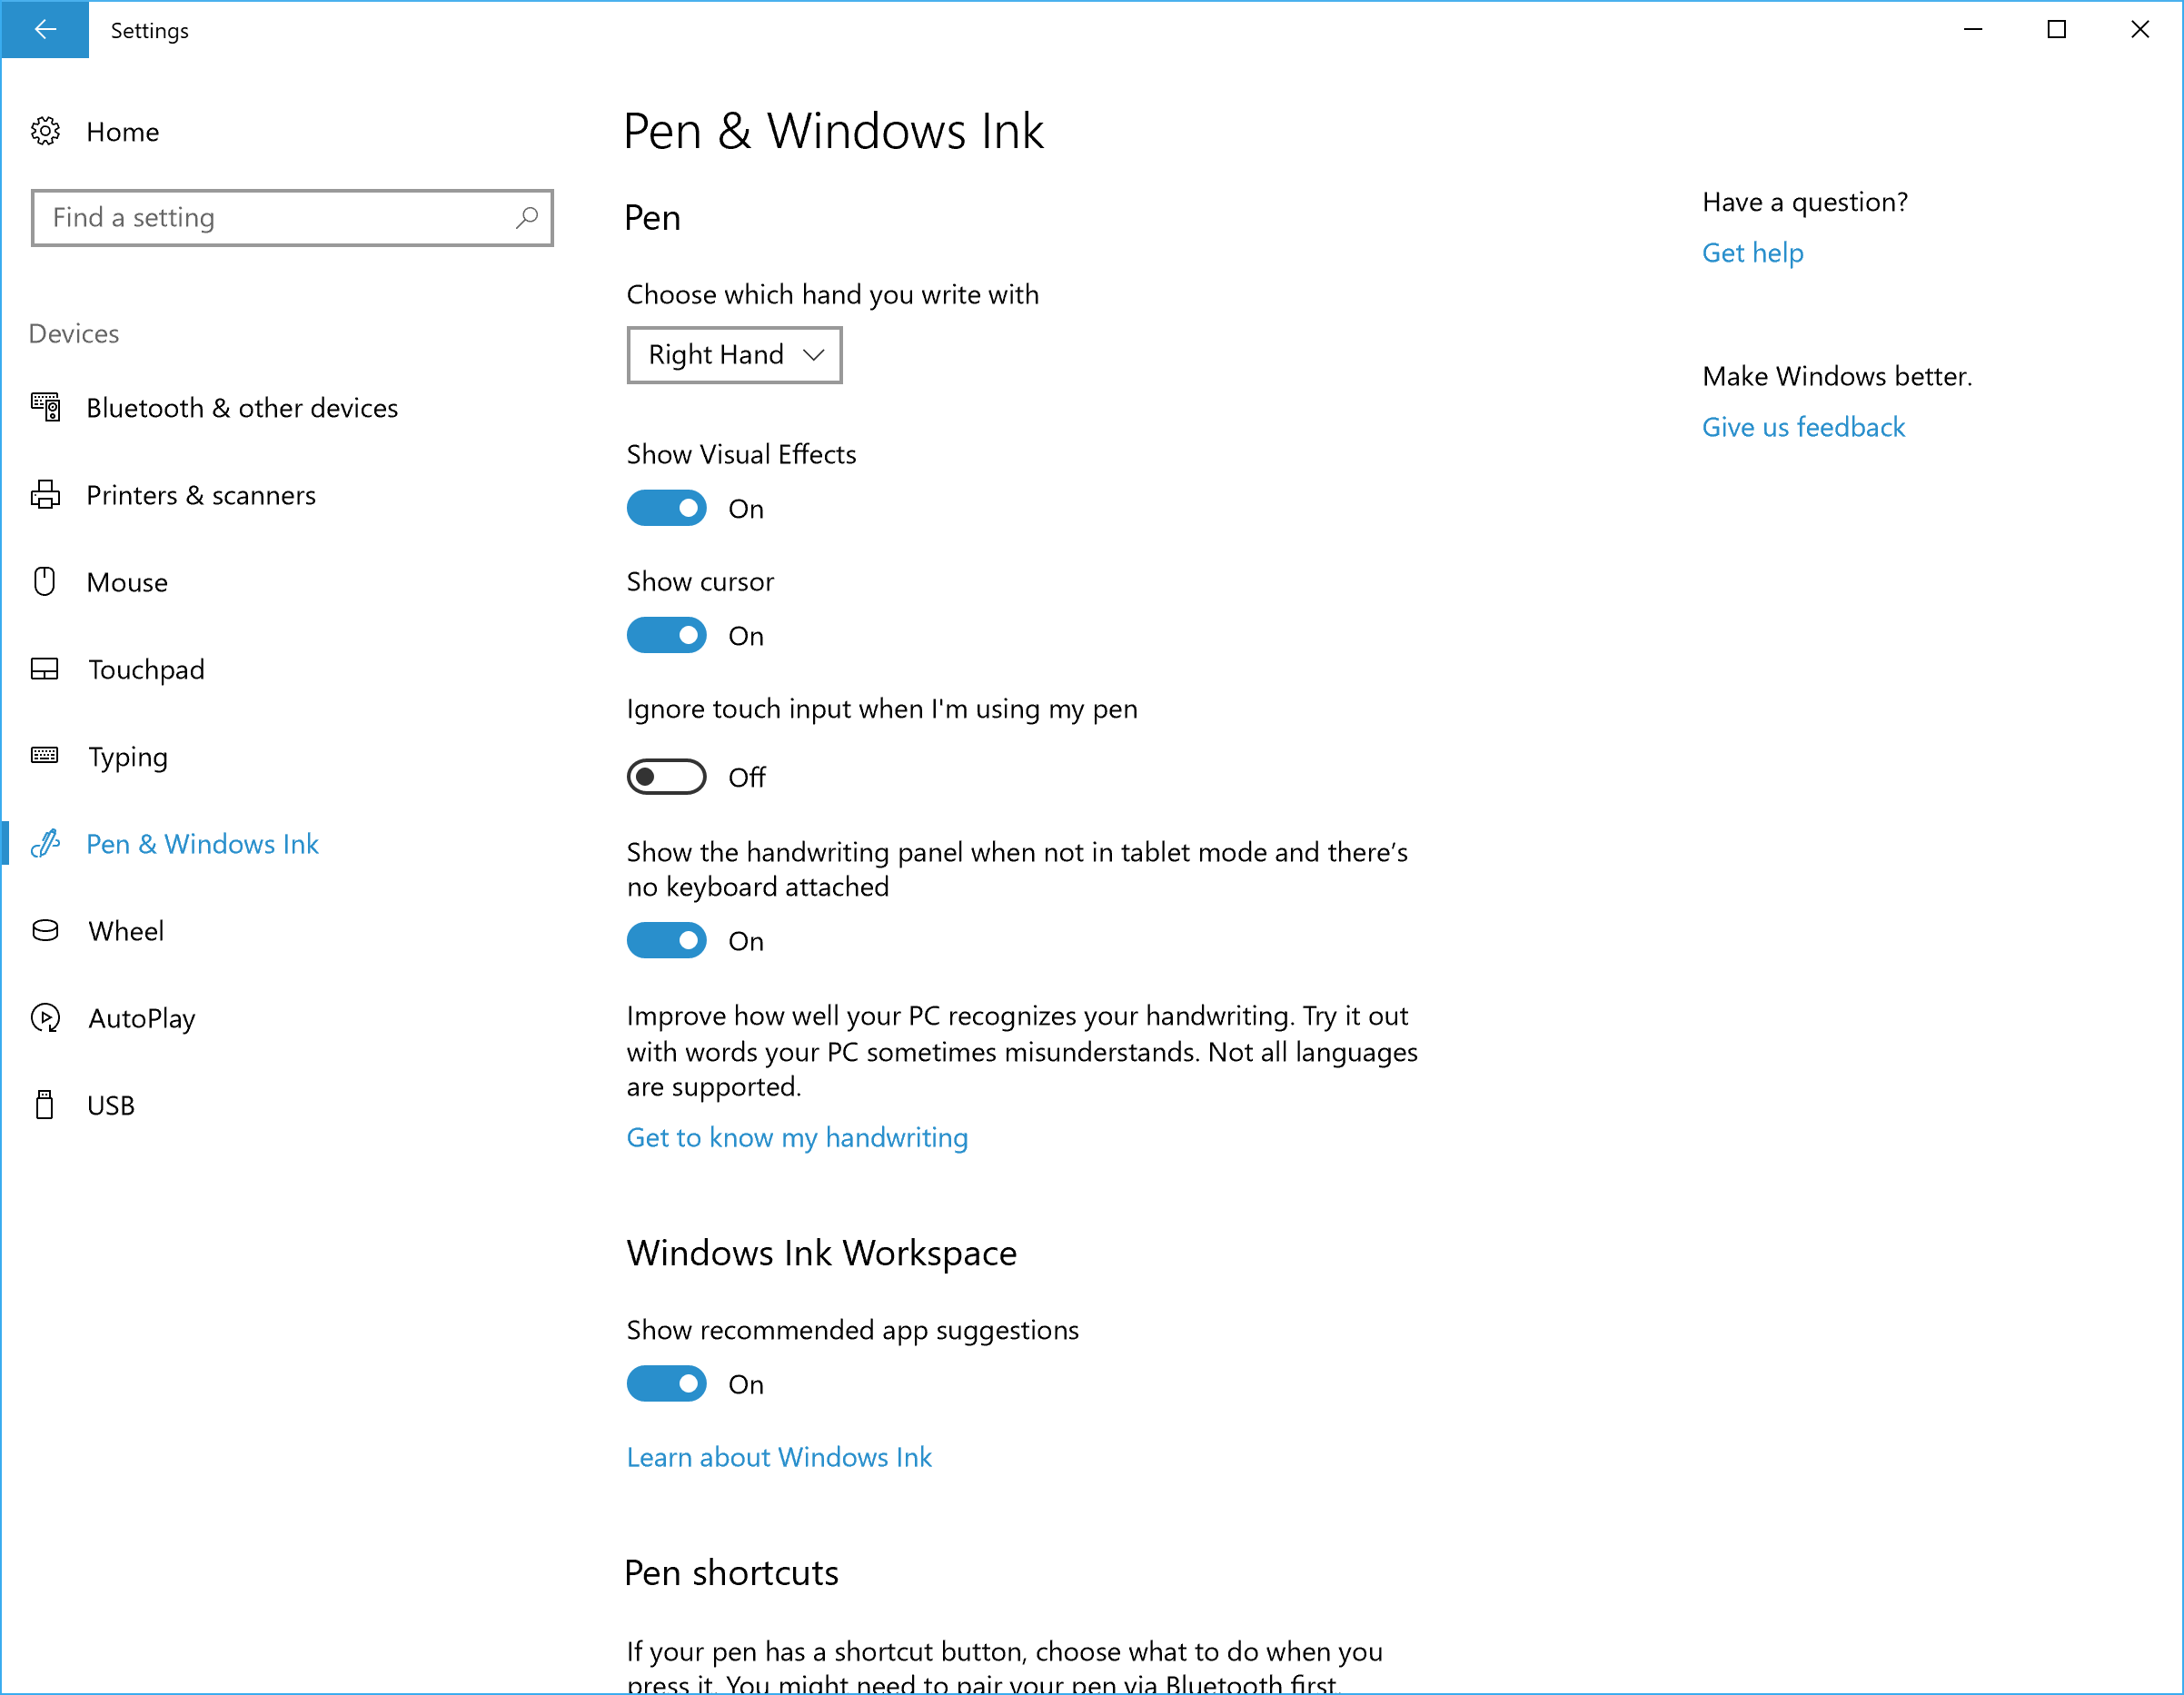 Settings
Home
Find a setting
Devices
Bluetooth & other devices
Printers & scanners
Mouse
Touchpad
Typing
Pen & Windows Ink
Wheel
AutoPlay
USB
Pen & Windows Ink
Pen
Choose which hand you write with
Right Hand
Show Visual Effects
On
Show cursor
On
Ignore touch input when I'm using my pen
Off
Show the handwriting panel when not in tablet mode and there’s
no keyboard attached
On
Improve how well your PC recognizes your handwriting. Try it out
with words your PC sometimes misunderstands. Not all languages
are supported.
Get to know my handwriting
Windows Ink Workspace
Show recommended app suggestions
On
Learn about Windows Ink
Pen shortcuts
If your pen has a shortcut button, choose what to do when you
press it. You might need to pair your pen via Bluetooth first.
Have a question?
Get help
Make Windows better.
Give us feedback